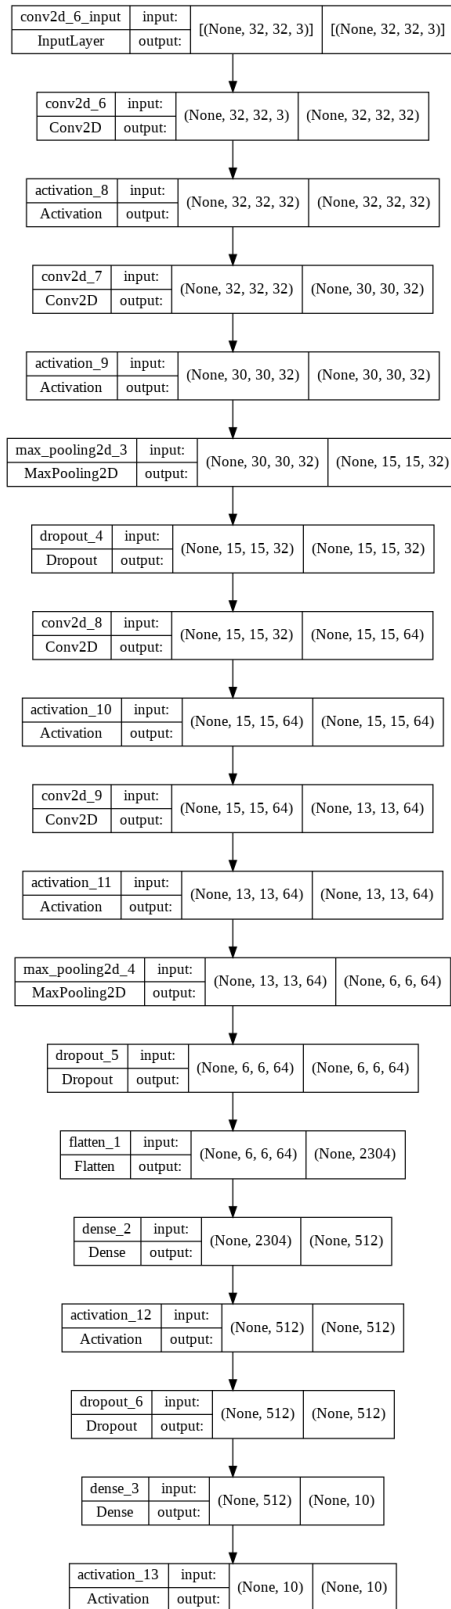 conv2d_6_input input: [(None, 32, 32, 3)] [(None, 32, 32, 3)]
InputLayer output:
conv2d_6 input: (None, 32, 32, 3) (None, 32, 32, 32)
Conv2D output:
activation_8 input: (None, 32, 32, 32) (None, 32, 32, 32)
Activation output:
conv2d_7 input: (None, 32, 32, 32) (None, 30, 30, 32)
Conv2D output:
activation_9 input: (None, 30, 30, 32) (None, 30, 30, 32)
Activation output:
max_pooling2d_3 input: (None, 30, 30, 32) (None, 15, 15, 32)
MaxPooling2D output:
dropout_4 input: (None, 15, 15, 32) (None, 15, 15, 32)
Dropout output:
conv2d_8 input: (None, 15, 15, 32) (None, 15, 15, 64)
Conv2D output:
activation_10 input: (None, 15, 15, 64) (None, 15, 15, 64)
Activation output:
conv2d_9 input: (None, 15, 15, 64) (None, 13, 13, 64)
Conv2D output:
activation_11 input: (None, 13, 13, 64) (None, 13, 13, 64)
Activation output:
max_pooling2d_4 input: (None, 13, 13, 64) (None, 6, 6, 64)
MaxPooling2D output:
dropout_5 input: (None, 6, 6, 64) (None, 6, 6, 64)
Dropout output:
flatten_1 input: (None, 6, 6, 64) (None, 2304)
Flatten output:
dense_2 input: (None, 2304) (None, 512)
Dense output:
activation_12 input: (None, 512) (None, 512)
Activation output:
dropout_6 input: (None, 512) (None, 512)
Dropout output:
dense_3 input: (None, 512) (None, 10)
Dense output:
activation_13 input: (None, 10) (None, 10)
Activation output: